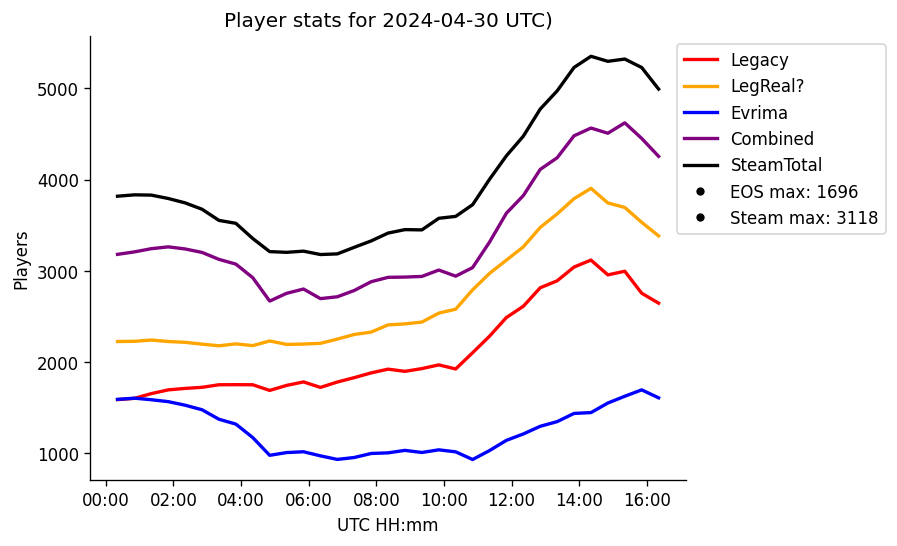 Player stats for 2024-04-30 UTC)
Legacy
LegReal?
Evrima
Combined
SteamTotal
EOS max: 1696
Steam max: 3118
Players
5000
4000
3000
2000
1000
00:00 02:00 04:00 06:00 08:00 10:00 12:00 14:00 16:00
UTC HH:mm